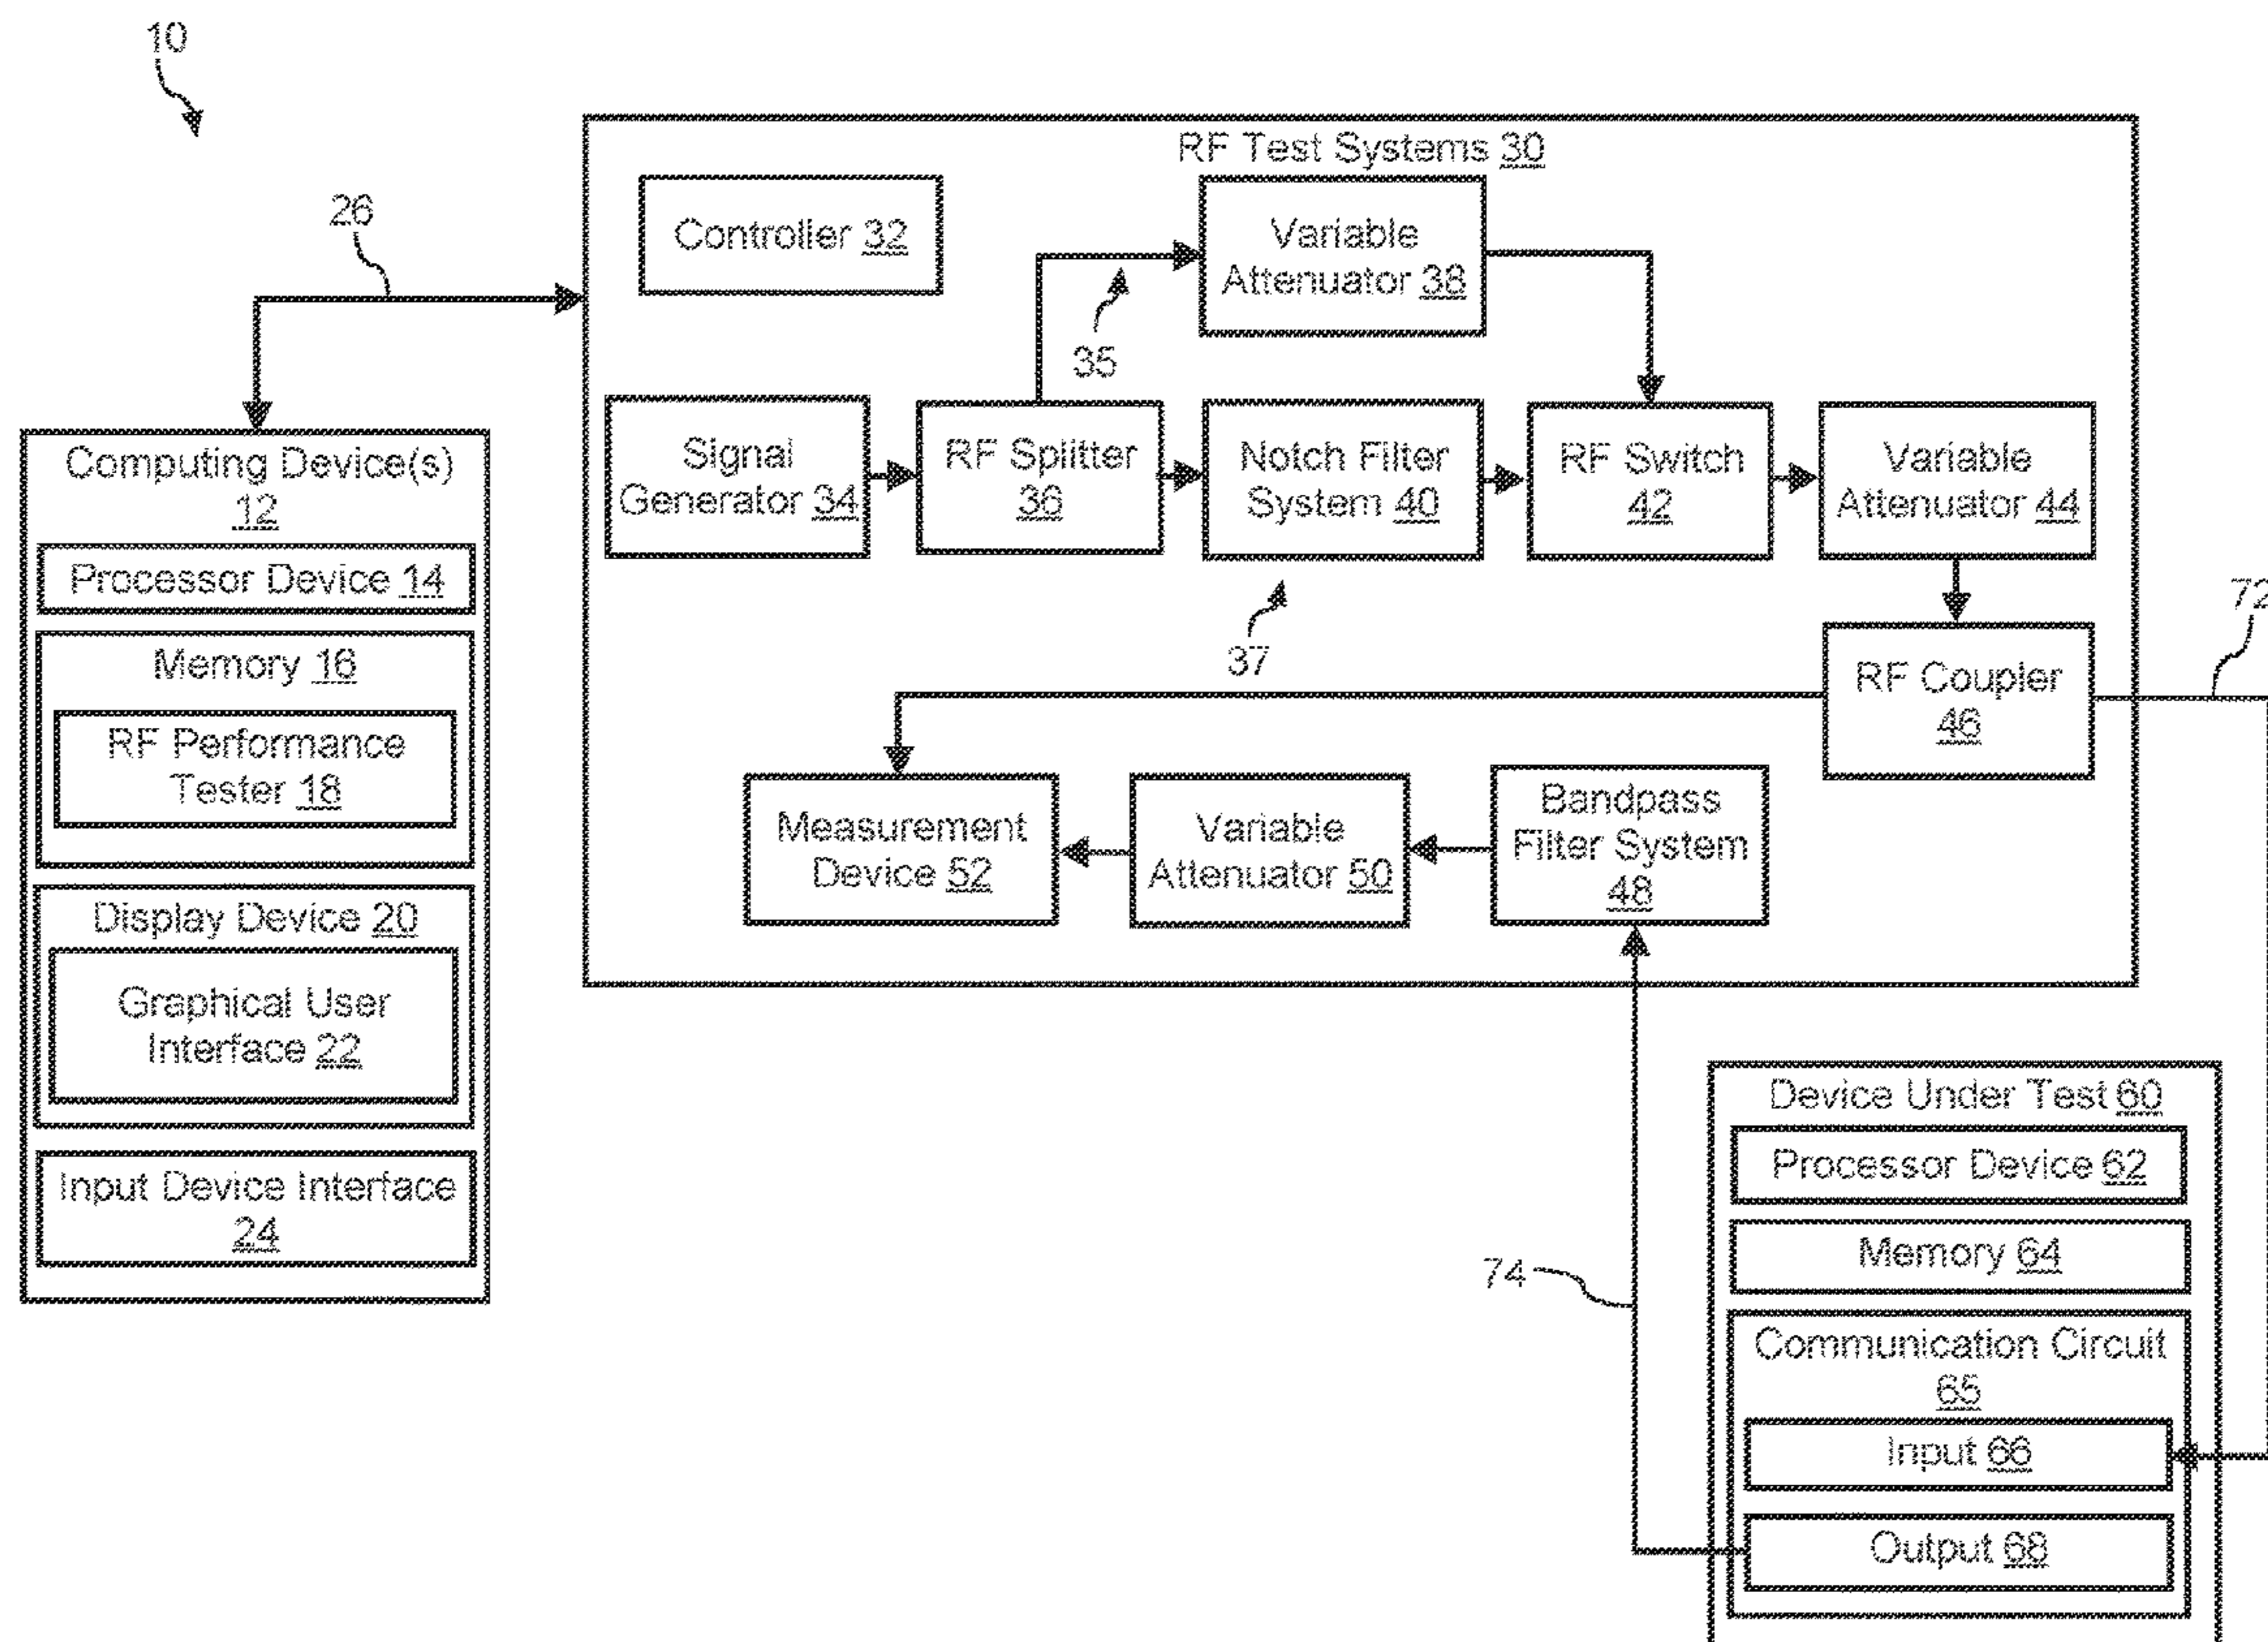 10
26
RF Test Systems 30
Controller 32
Variable
Attenuator 38
35
Signal
Generator 34
RF Splitter
36
Notch Filter
System 40
RF Switch
42
Variable
Attenuator 44
37
72
RF Coupler
46
Measurement
Device 52
Variable
Attenuator 50
Bandpass
Filter System
48
Computing Device(s)
12
Processor Device 14
Memory 16
RF Performance
Tester 18
Display Device 20
Graphical User
Interface 22
Input Device Interface
24
74
Device Under Test 60
Processor Device 62
Memory 64
Communication Circuit
65
Input 66
Output 68